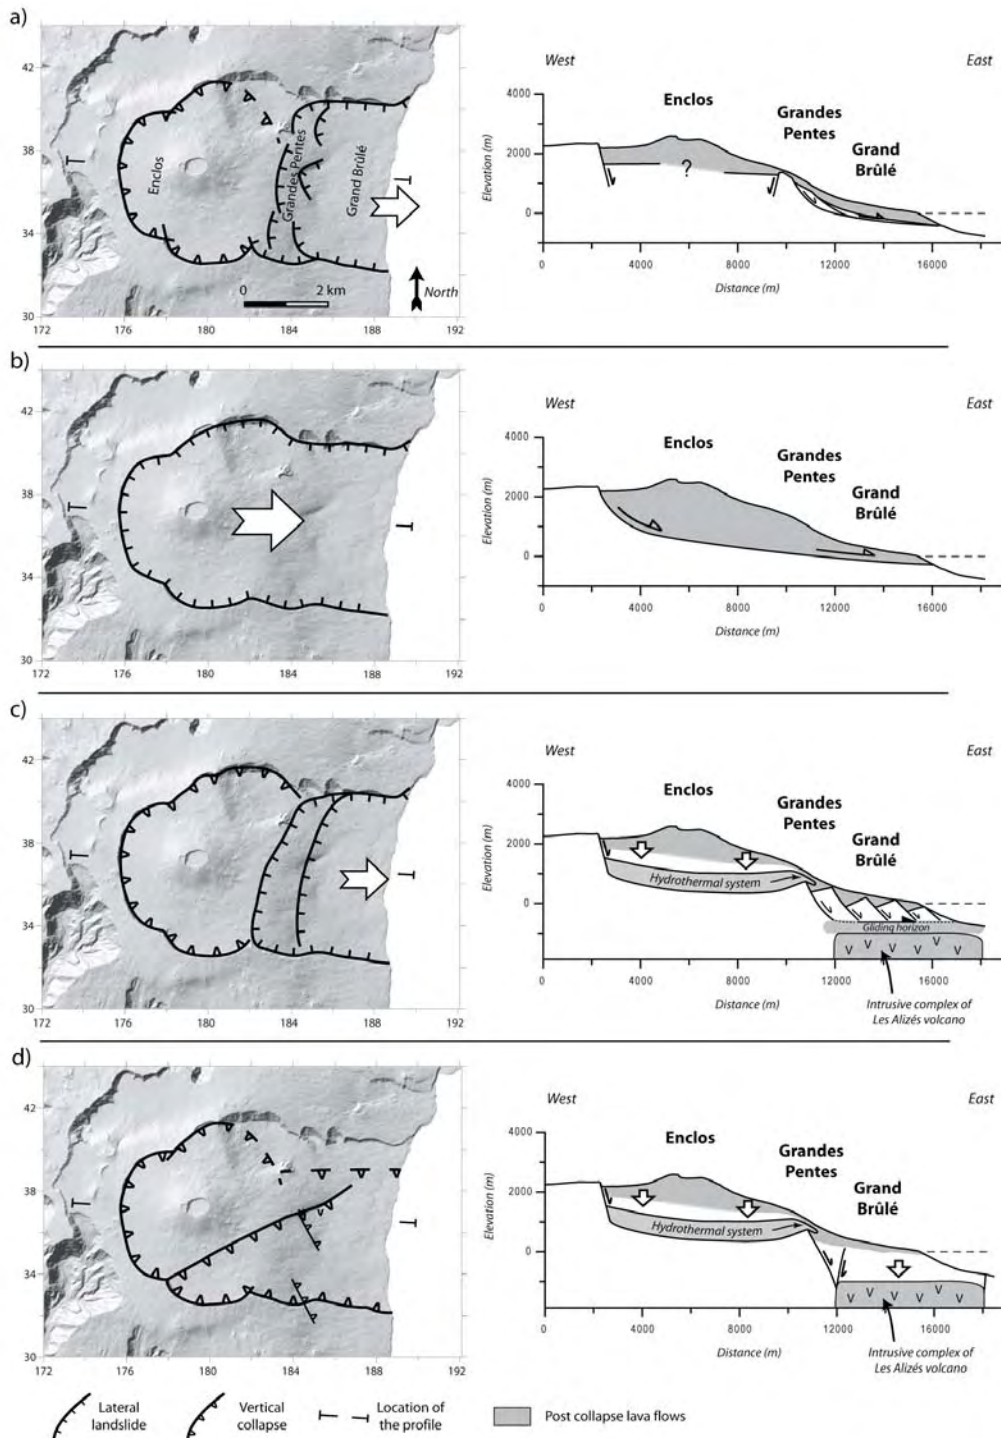 a)
42
38
34
30
172
176
180
184
188
192
Enclos
Grandes Pentes
Grand Brûlé
0
2 km
North
West
East
Enclos
Grandes
Pentes
Grand
Brûlé
Elevation (m)
4000
2000
0
?
0
4000
8000
12000
16000
Distance (m)
b)
42
38
34
30
172
176
180
184
188
192
West
East
Enclos
Grandes
Pentes
Grand
Brûlé
Elevation (m)
4000
2000
0
0
4000
8000
12000
16000
Distance (m)
c)
42
38
34
30
172
176
180
184
188
192
West
East
Enclos
Grandes
Pentes
Grand
Brûlé
Elevation (m)
4000
2000
0
Hydrothermal system
Gliding horizon
V V V V V V
0
4000
8000
12000
16000
Distance (m)
Intrusive complex of
Les Alizés volcano
d)
42
38
34
30
172
176
180
184
188
192
West
East
Enclos
Grandes
Pentes
Grand
Brûlé
Elevation (m)
4000
2000
0
Hydrothermal system
V V V V V V
0
4000
8000
12000
16000
Distance (m)
Intrusive complex of
Les Alizés volcano
Lateral
landslide
Vertical
collapse
Location of
the profile
Post collapse lava flows